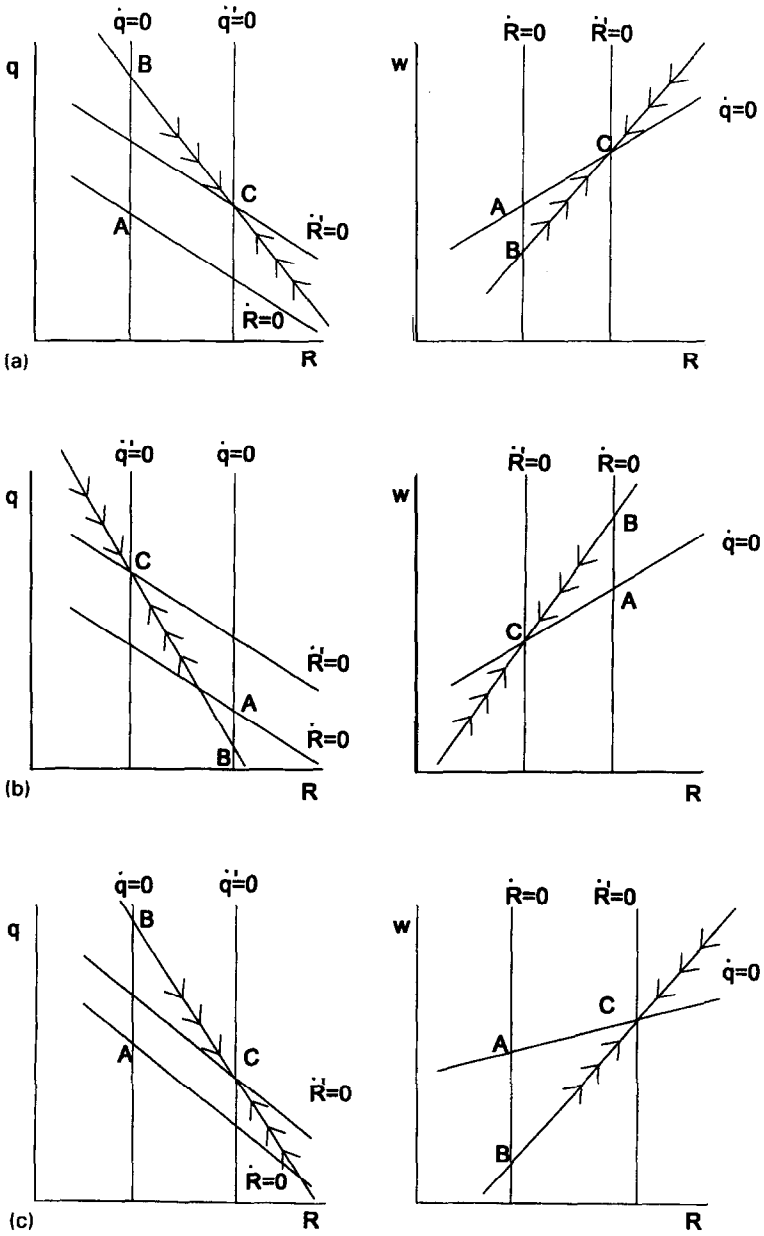 q̇=0 q̇'=0 Ṙ=0 Ṙ'=0
q B w
q̇=0
C C
A A
Ṙ'=0
B
Ṙ=0
(a) R R
q̇'=0 q̇=0 Ṙ'=0 Ṙ=0
q w
B
q̇=0
C
A
C
Ṙ'=0
A
Ṙ=0
B
(b) R R
q̇=0 q̇'=0 Ṙ=0 Ṙ'=0
q B w
q̇=0
C
A C A
Ṙ'=0
B
Ṙ=0
(c) R R